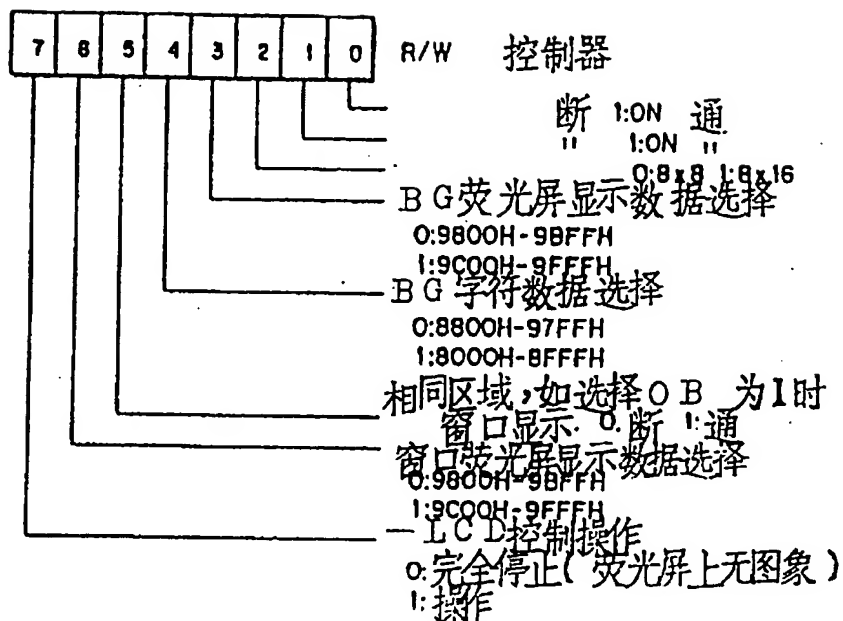 7 6 5 4 3 2 1 0 R/W 控制器
断 1:ON 通
" 1:ON "
0:8x8 1:8x16
BG荧光屏显示数据选择
0:9800H-9BFFH
1:9C00H-9FFFH
BG字符数据选择
0:8800H-97FFH
1:8000H-8FFFH
相同区域,如选择OB 为1时
窗口显示. 0.断 1:通
窗口荧光屏显示数据选择
0:9800H-9BFFH
1:9C00H-9FFFH
一LCD控制操作
0:完全停止(荧光屏上无图象)
1:操作